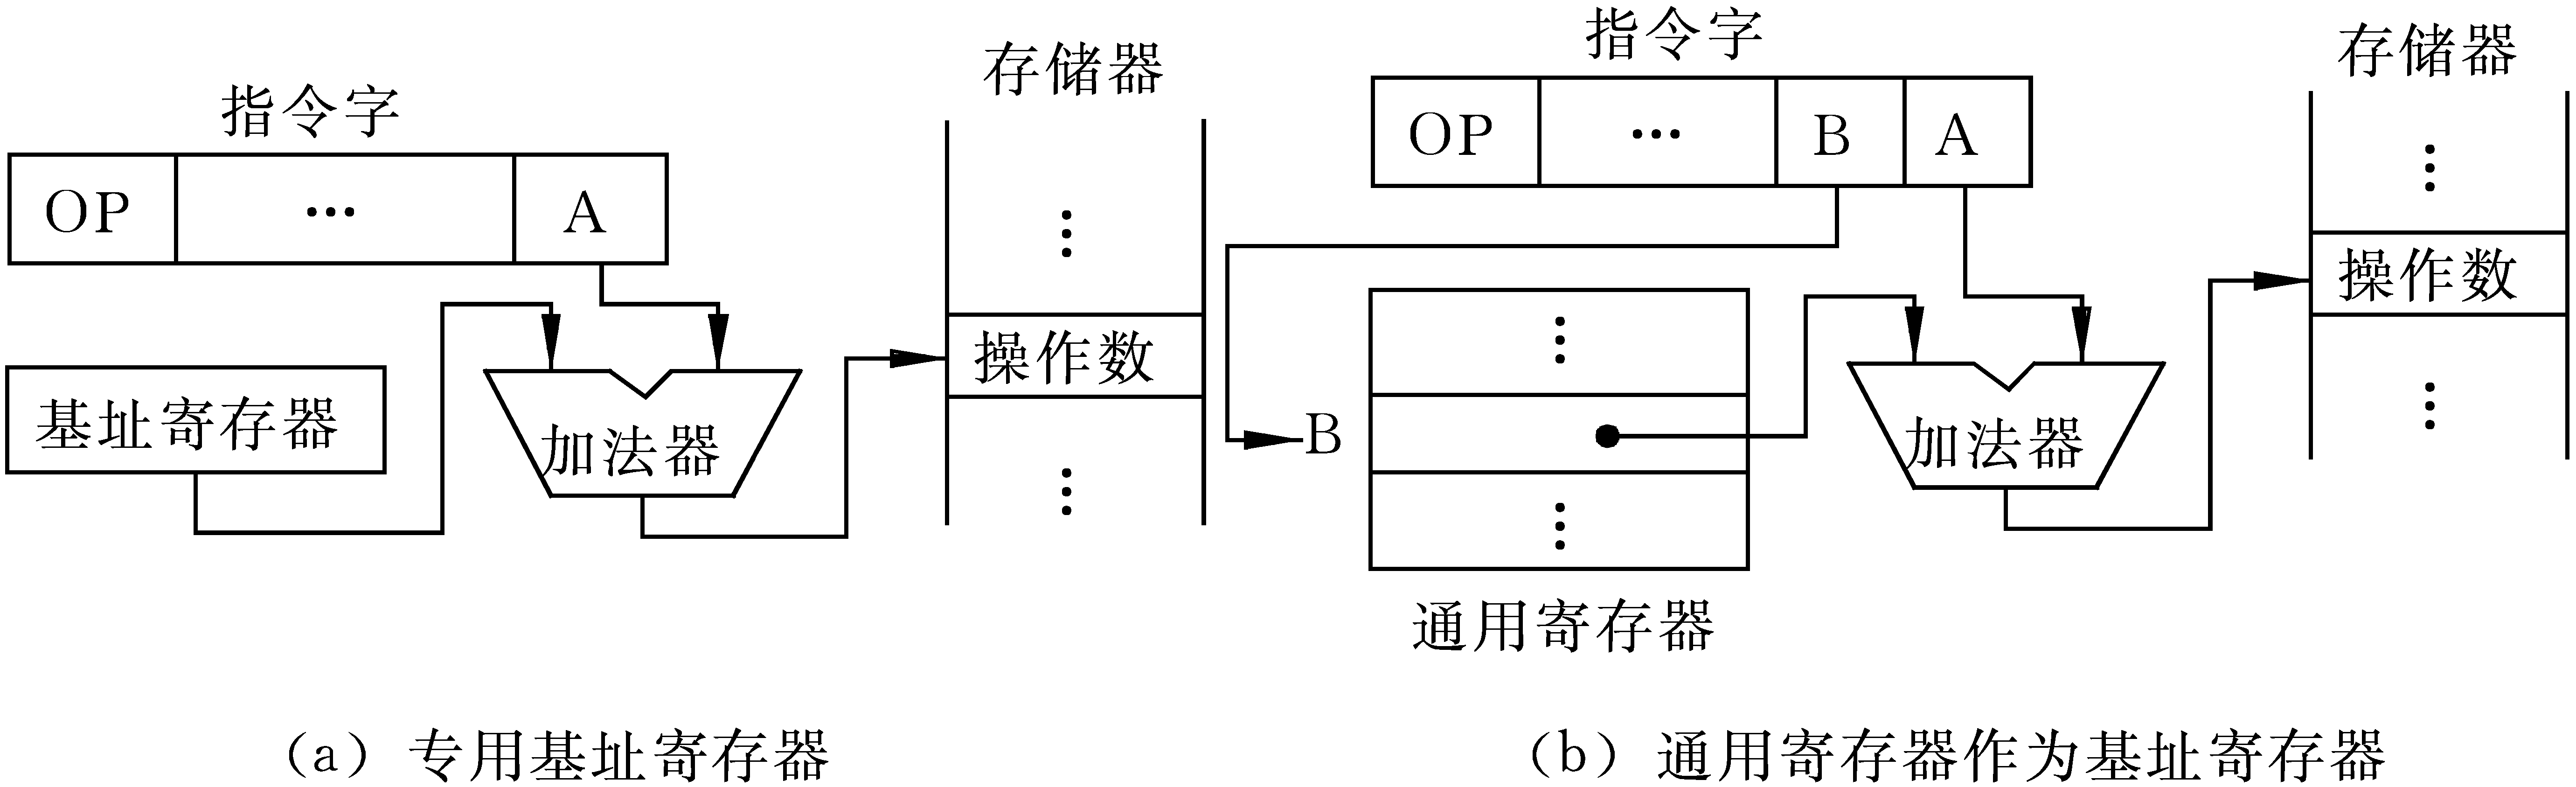 指令字
OP … A
基址寄存器
加法器
存储器
⋮
操作数
⋮
(a) 专用基址寄存器
指令字
OP … B A
B
⋮
⋮
通用寄存器
加法器
存储器
⋮
操作数
⋮
(b) 通用寄存器作为基址寄存器